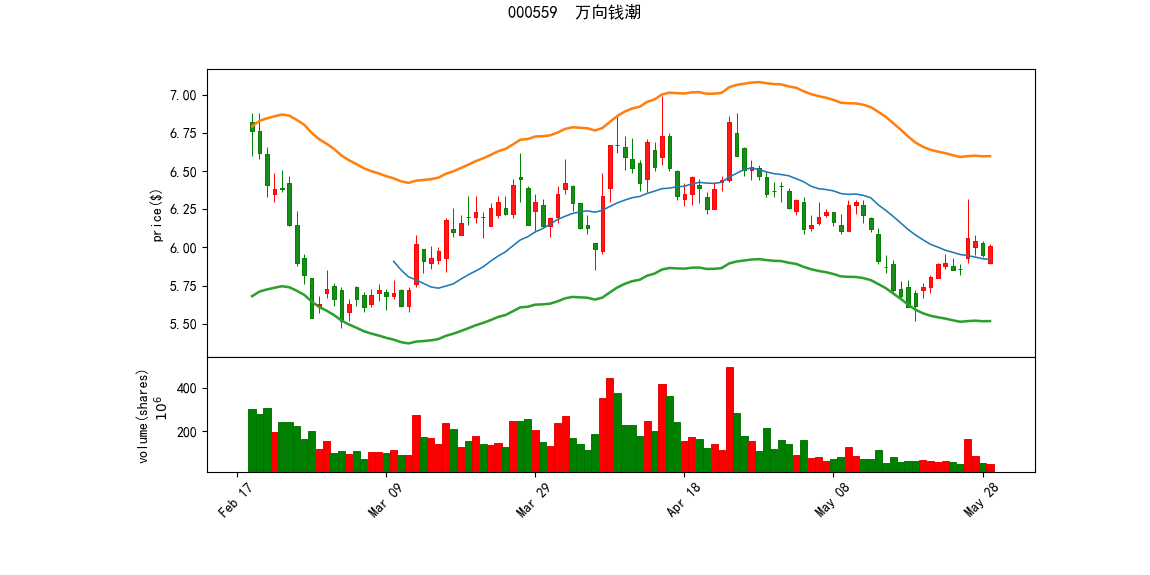 000559 万向钱潮
price($)
7.00
6.75
6.50
6.25
6.00
5.75
5.50
volume(shares)
10^6
400
200
Feb 17
Mar 09
Mar 29
Apr 18
May 08
May 28